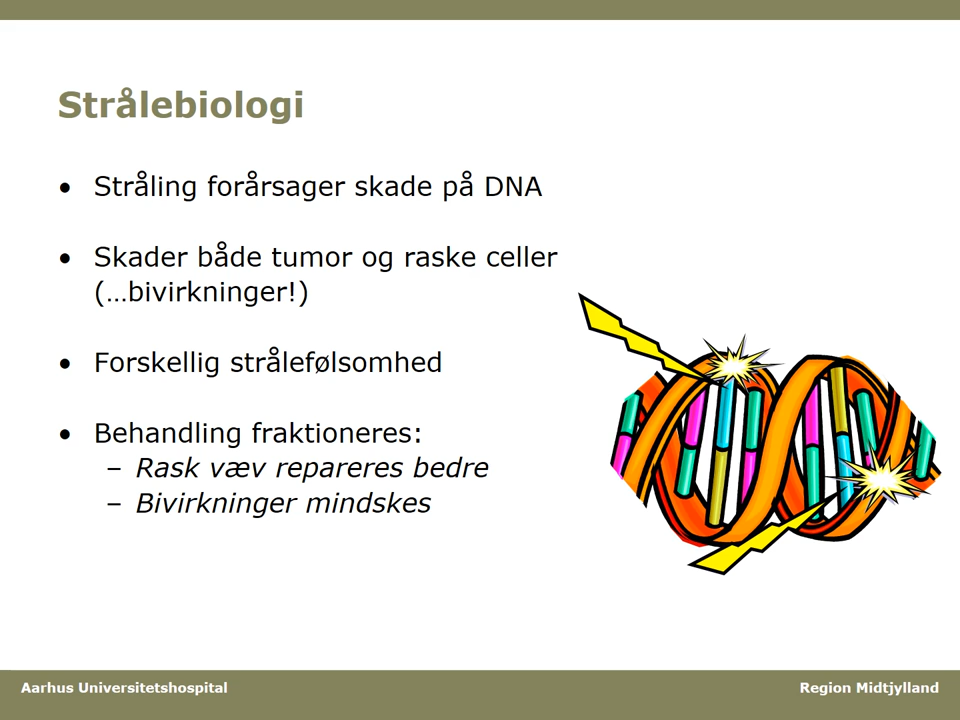 Strålebiologi
• Stråling forårsager skade på DNA
• Skader både tumor og raske celler
(…bivirkninger!)
• Forskellig strålefølsomhed
• Behandling fraktioneres:
– Rask væv repareres bedre
– Bivirkninger mindskes
Aarhus Universitetshospital
Region Midtjylland